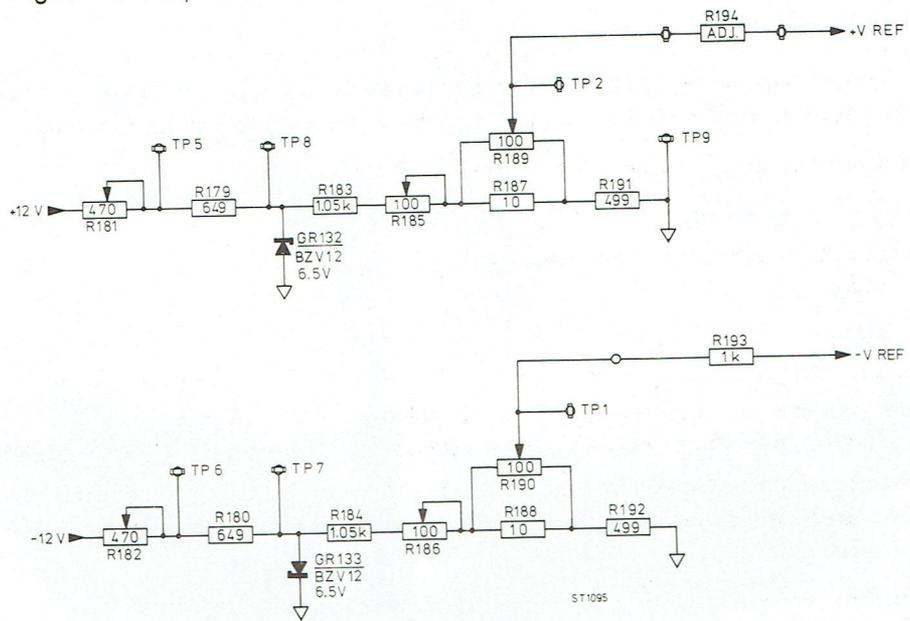 R194
ADJ.
+V REF
TP 2
TP 5
TP 8
100
R189
TP9
R179
649
R183
1.05k
100
R185
R187
10
R191
499
+12 V
470
R181
GR132
BZV12
6.5V
R193
1k
-V REF
TP1
TP 6
TP7
100
R190
R180
649
R184
1.05k
100
R186
R188
10
R192
499
-12 V
470
R182
GR133
BZV12
6.5V
ST1095